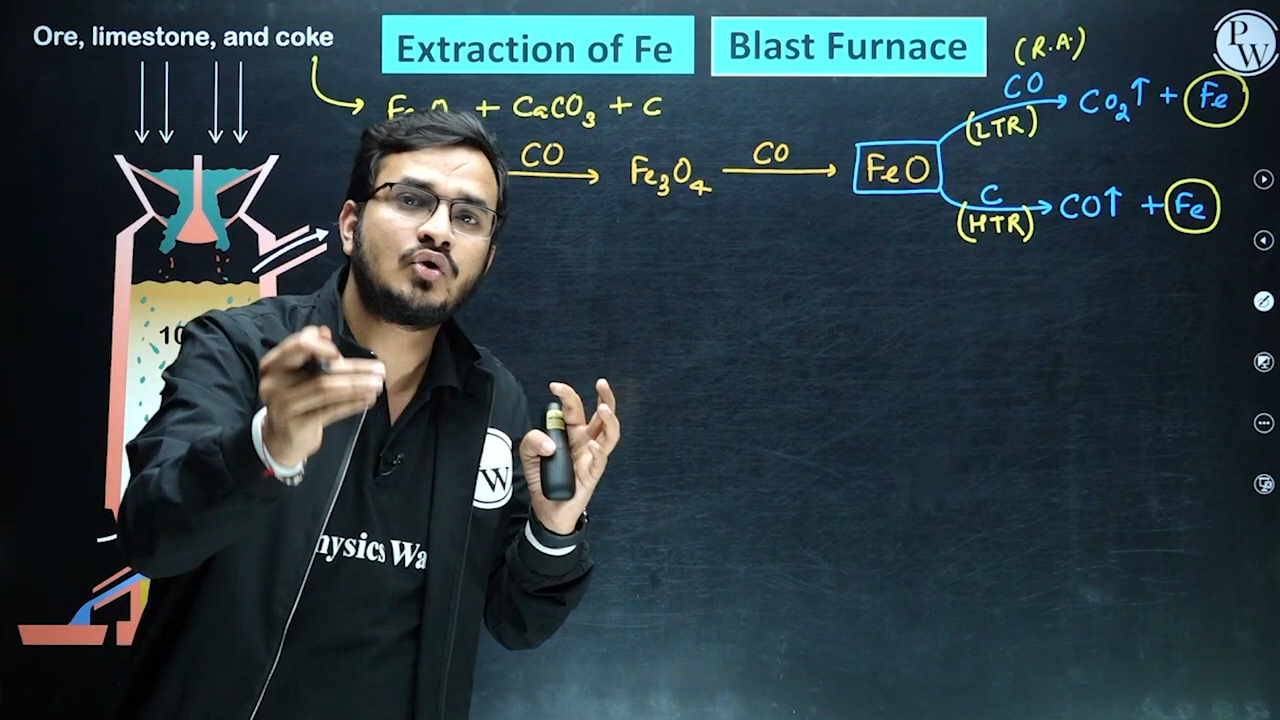 Ore, limestone, and coke
Extraction of Fe
Blast Furnace
PW
(R.A.)
+ CaCO3 + C
CO
Fe3O4
CO
FeO
CO
(LTR)
CO2↑ + Fe
C
(HTR)
CO↑ + Fe
10
W
hysics Wa